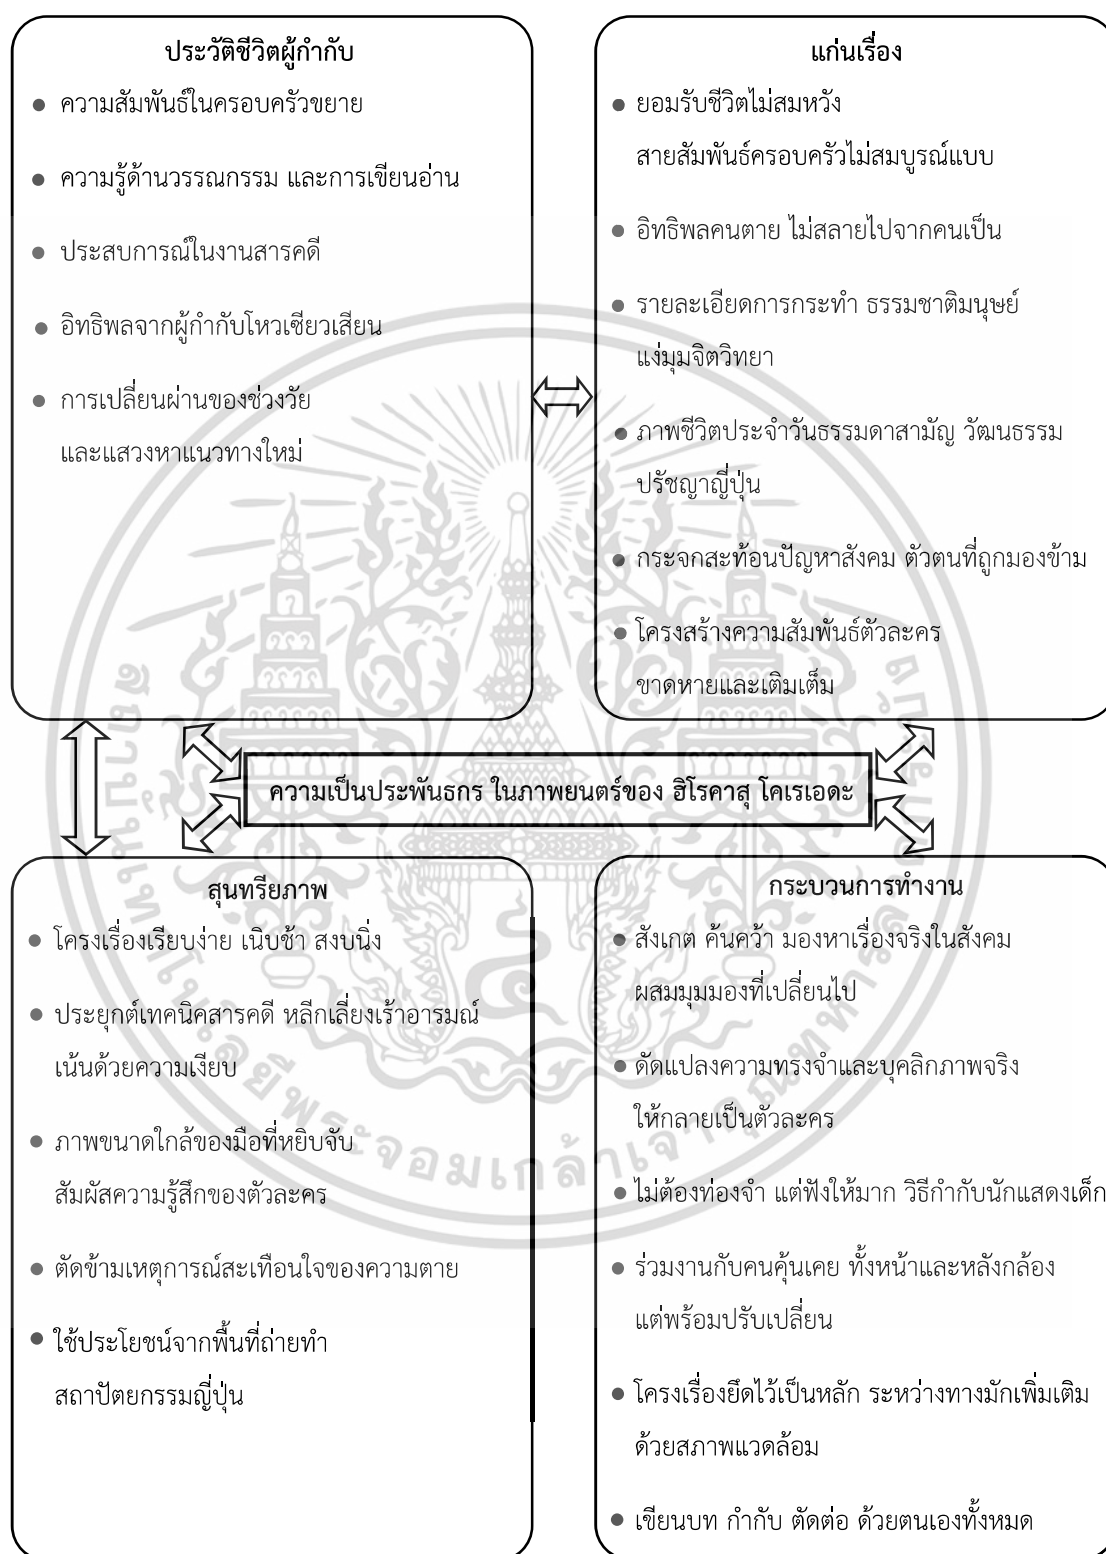 ประวัติชีวิตผู้กำกับ
ความสัมพันธ์ในครอบครัวขยาย
ความรู้ด้านวรรณกรรม และการเขียนอ่าน
ประสบการณ์ในงานสารคดี
อิทธิพลจากผู้กำกับโหวเซียวเสียน
การเปลี่ยนผ่านของช่วงวัย
และแสวงหาแนวทางใหม่
แก่นเรื่อง
ยอมรับชีวิตไม่สมหวัง
สายสัมพันธ์ครอบครัวไม่สมบูรณ์แบบ
อิทธิพลคนตาย ไม่สลายไปจากคนเป็น
รายละเอียดการกระทำ ธรรมชาติมนุษย์
แง่มุมจิตวิทยา
ภาพชีวิตประจำวันธรรมดาสามัญ วัฒนธรรม
ปรัชญาญี่ปุ่น
กระจกสะท้อนปัญหาสังคม ตัวตนที่ถูกมองข้าม
โครงสร้างความสัมพันธ์ตัวละคร
ขาดหายและเติมเต็ม
ความเป็นประพันธกร ในภาพยนตร์ของ ฮิโรคาสุ โคเรเอดะ
สุนทรียภาพ
โครงเรื่องเรียบง่าย เนิบช้า สงบนิ่ง
ประยุกต์เทคนิคสารคดี หลีกเลี่ยงเร้าอารมณ์
เน้นด้วยความเงียบ
ภาพขนาดใกล้ของมือที่หยิบจับ
สัมผัสความรู้สึกของตัวละคร
ตัดข้ามเหตุการณ์สะเทือนใจของความตาย
ใช้ประโยชน์จากพื้นที่ถ่ายทำ
สถาปัตยกรรมญี่ปุ่น
กระบวนการทำงาน
สังเกต ค้นคว้า มองหาเรื่องจริงในสังคม
ผสมมุมมองที่เปลี่ยนไป
ดัดแปลงความทรงจำและบุคลิกภาพจริง
ให้กลายเป็นตัวละคร
ไม่ต้องท่องจำ แต่ฟังให้มาก วิธีกำกับนักแสดงเด็ก
ร่วมงานกับคนคุ้นเคย ทั้งหน้าและหลังกล้อง
แต่พร้อมปรับเปลี่ยน
โครงเรื่องยึดไว้เป็นหลัก ระหว่างทางมักเพิ่มเติม
ด้วยสภาพแวดล้อม
เขียนบท กำกับ ตัดต่อ ด้วยตนเองทั้งหมด
สถาบันเทคโนโลยีพระจอมเกล้าเจ้าคุณทหารลาดกระบัง